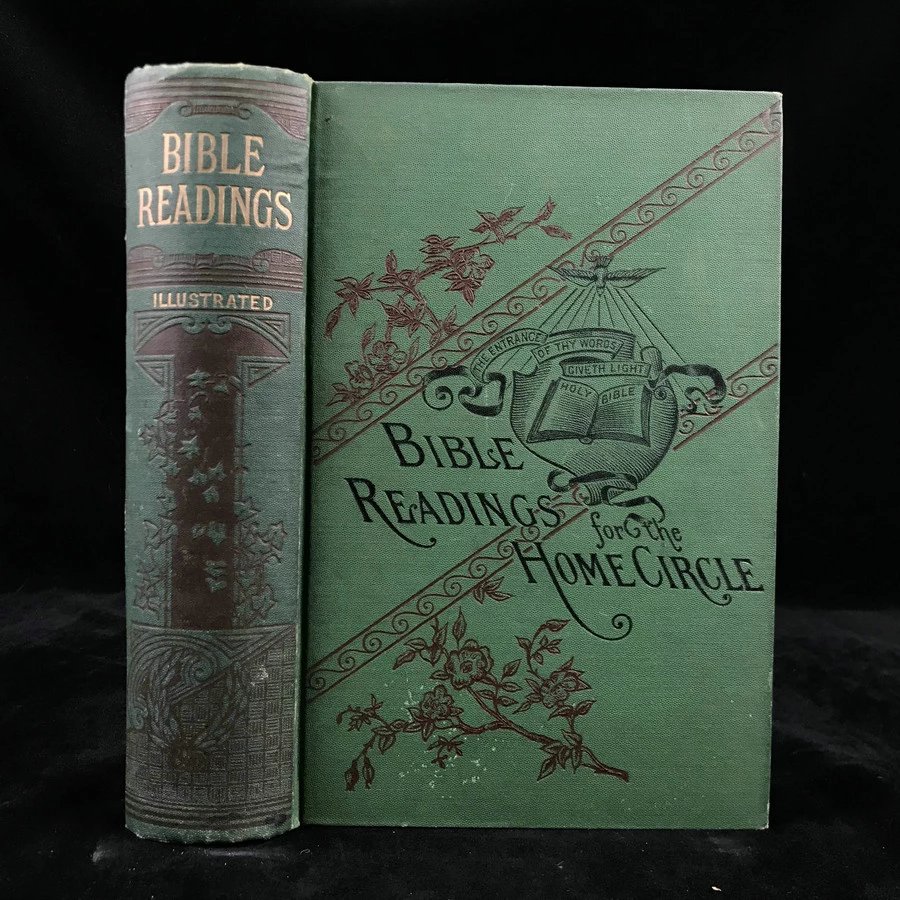 BIBLE
READINGS
ILLUSTRATED
THE ENTRANCE
OF THY WORDS
GIVETH LIGHT
HOLY BIBLE
BIBLE
READINGS
for the
HOME CIRCLE